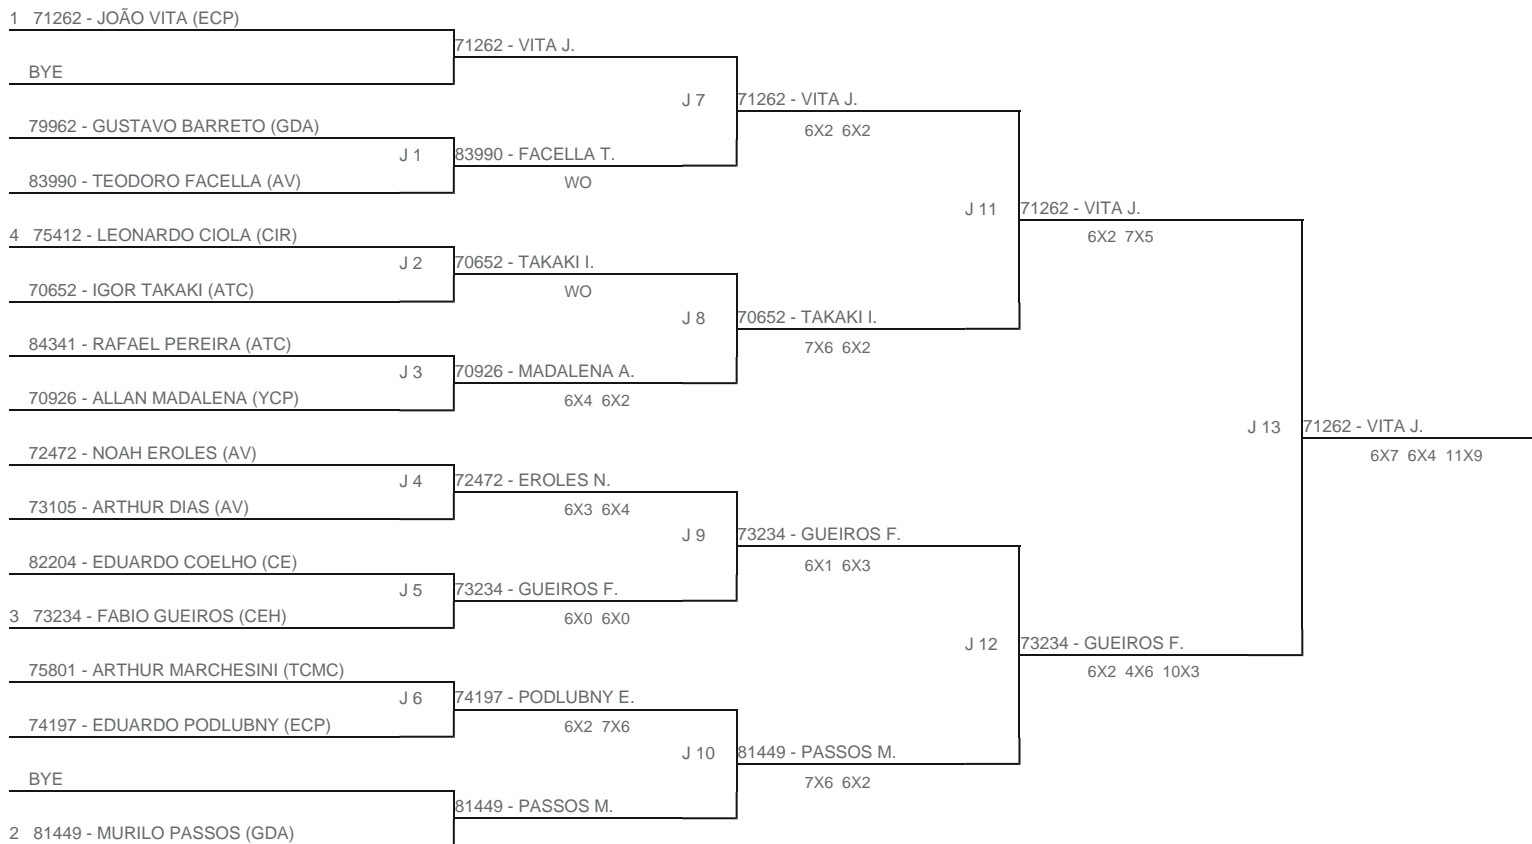 1 71262 - JOÃO VITA (ECP)
71262 - VITA J.
BYE
J 7
71262 - VITA J.
6X2 6X2
79962 - GUSTAVO BARRETO (GDA)
J 1
83990 - FACELLA T.
WO
83990 - TEODORO FACELLA (AV)
J 11
71262 - VITA J.
6X2 7X5
4 75412 - LEONARDO CIOLA (CIR)
J 2
70652 - TAKAKI I.
WO
70652 - IGOR TAKAKI (ATC)
J 8
70652 - TAKAKI I.
7X6 6X2
84341 - RAFAEL PEREIRA (ATC)
J 3
70926 - MADALENA A.
6X4 6X2
70926 - ALLAN MADALENA (YCP)
J 13
71262 - VITA J.
6X7 6X4 11X9
72472 - NOAH EROLES (AV)
J 4
72472 - EROLES N.
6X3 6X4
73105 - ARTHUR DIAS (AV)
J 9
73234 - GUEIROS F.
6X1 6X3
82204 - EDUARDO COELHO (CE)
J 5
73234 - GUEIROS F.
6X0 6X0
3 73234 - FABIO GUEIROS (CEH)
J 12
73234 - GUEIROS F.
6X2 4X6 10X3
75801 - ARTHUR MARCHESINI (TCMC)
J 6
74197 - PODLUBNY E.
6X2 7X6
74197 - EDUARDO PODLUBNY (ECP)
J 10
81449 - PASSOS M.
7X6 6X2
BYE
81449 - PASSOS M.
2 81449 - MURILO PASSOS (GDA)